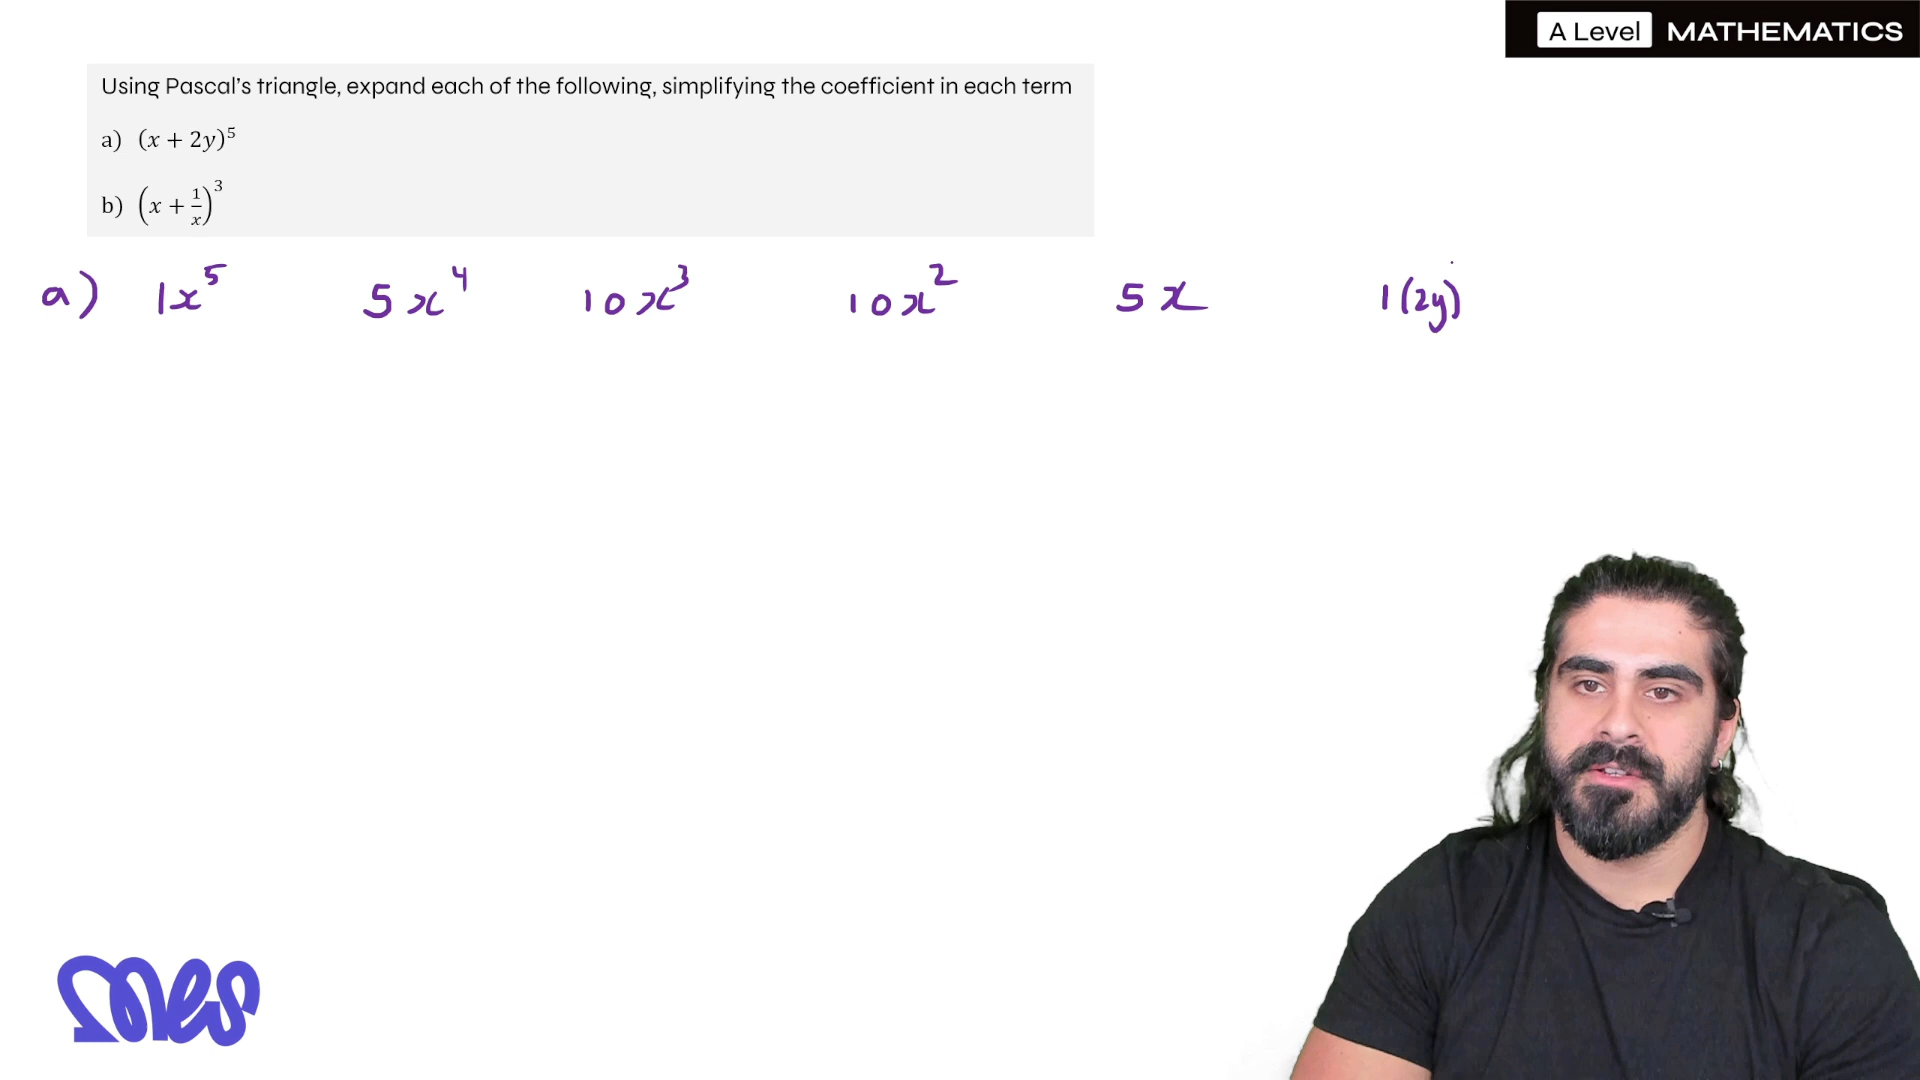 A Level MATHEMATICS
Using Pascal's triangle, expand each of the following, simplifying the coefficient in each term
a) (x + 2y)⁵
b) (x + 1/x)³
a) 1x⁵ 5x⁴ 10x³ 10x² 5x 1(2y)
mes